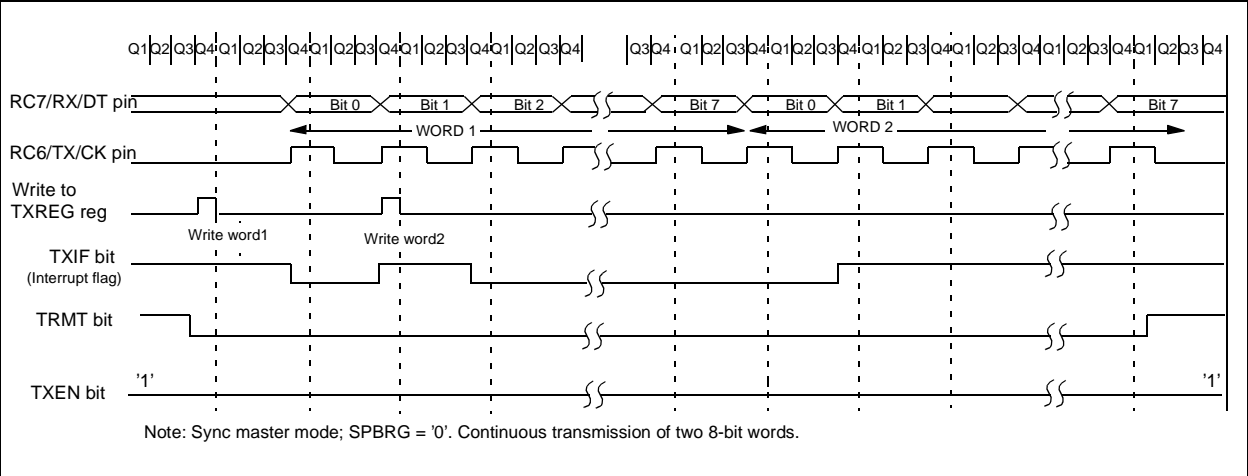 Q1 Q2 Q3 Q4 Q1 Q2 Q3 Q4 Q1 Q2 Q3 Q4 Q1 Q2 Q3 Q4 Q1 Q2 Q3 Q4 Q3 Q4 Q1 Q2 Q3 Q4 Q1 Q2 Q3 Q4 Q1 Q2 Q3 Q4 Q1 Q2 Q3 Q4 Q1 Q2 Q3 Q4 Q1 Q2 Q3 Q4
RC7/RX/DT pin Bit 0 Bit 1 Bit 2 Bit 7 Bit 0 Bit 1 Bit 7
WORD 1 WORD 2
RC6/TX/CK pin
Write to
TXREG reg
Write word1 Write word2
TXIF bit
(Interrupt flag)
TRMT bit
'1' '1'
TXEN bit
Note: Sync master mode; SPBRG = '0'. Continuous transmission of two 8-bit words.